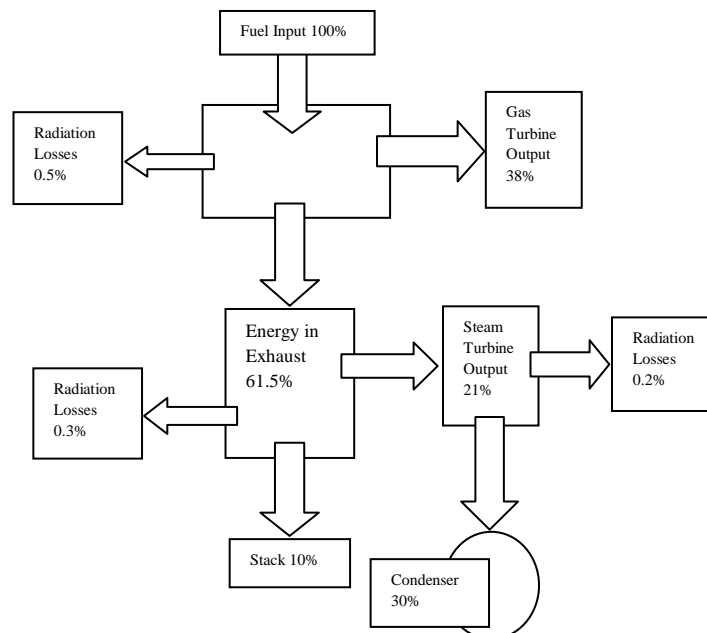 Fuel Input 100%
Radiation
Losses
0.5%
Gas
Turbine
Output
38%
Energy in
Exhaust
61.5%
Steam
Turbine
Output
21%
Radiation
Losses
0.2%
Radiation
Losses
0.3%
Stack 10%
Condenser
30%